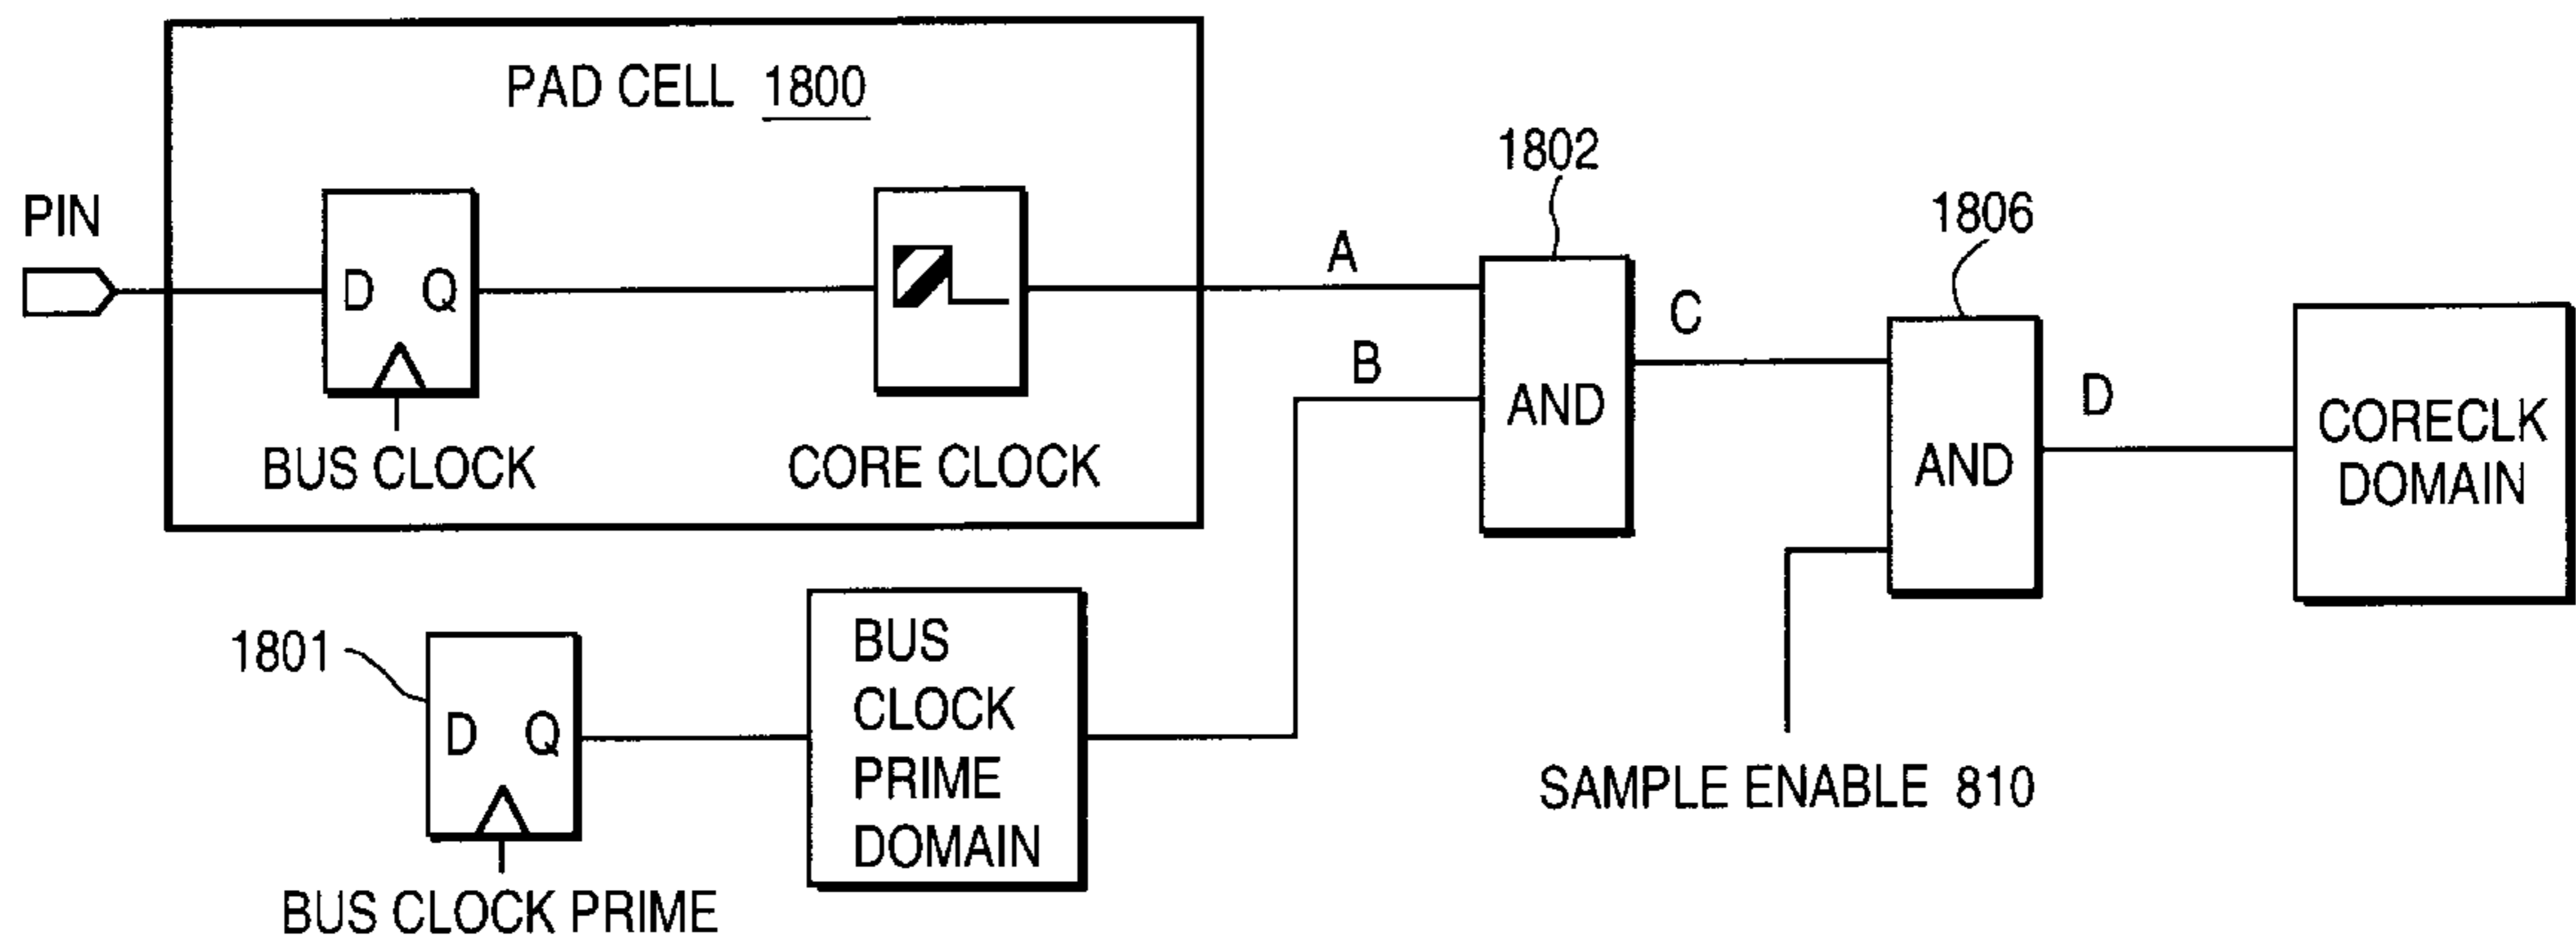 PAD CELL 1800
PIN
D Q
BUS CLOCK
CORE CLOCK
A
B
1802
AND
C
1806
AND
D
CORECLK
DOMAIN
SAMPLE ENABLE 810
1801
D Q
BUS CLOCK PRIME
BUS
CLOCK
PRIME
DOMAIN